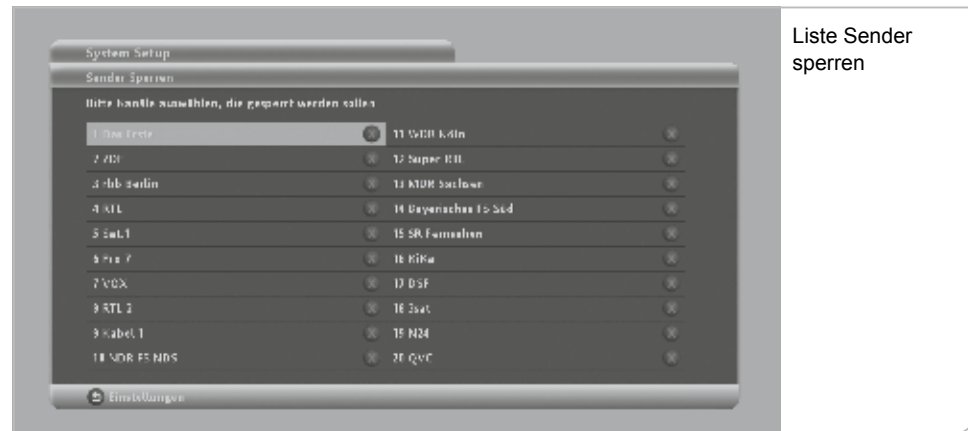 Liste Sender
sperren
System Setup
Sender Sperren
Bitte Kanäle auswählen, die gesperrt werden sollen
1 Das Erste
2 ZDF
3 rbb Berlin
4 RTL
5 Sat.1
6 Pro 7
7 VOX
8 RTL 2
9 Kabel 1
10 NDR FS NDS
11 WDR Köln
12 Super RTL
13 MDR Sachsen
14 Bayerisches FS Süd
15 SR Fernsehen
16 KiKa
17 DSF
18 3sat
19 N24
20 QVC
Einstellungen